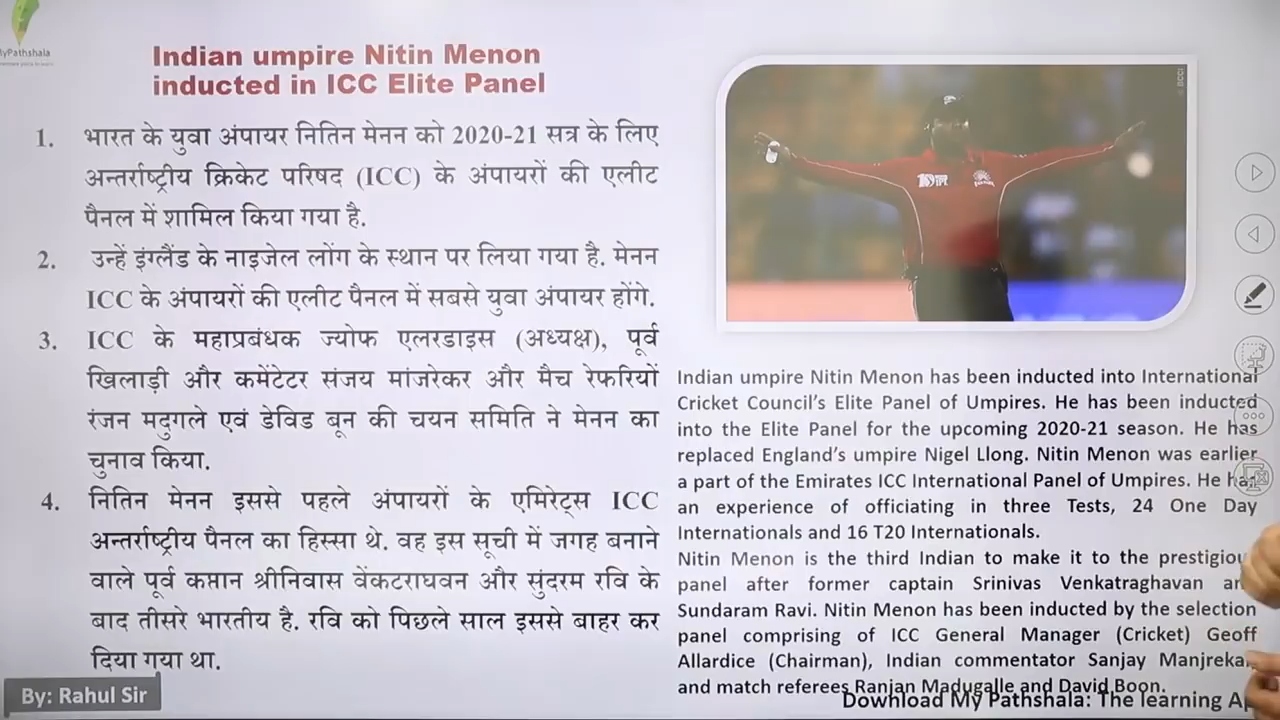 MyPathshala
Indian umpire Nitin Menon
inducted in ICC Elite Panel
1. भारत के युवा अंपायर नितिन मेनन को 2020-21 सत्र के लिए
अन्तर्राष्ट्रीय क्रिकेट परिषद (ICC) के अंपायरों की एलीट
पैनल में शामिल किया गया है.
2. उन्हें इंग्लैंड के नाइजेल लोंग के स्थान पर लिया गया है. मेनन
ICC के अंपायरों की एलीट पैनल में सबसे युवा अंपायर होंगे.
3. ICC के महाप्रबंधक ज्योफ एलरडाइस (अध्यक्ष), पूर्व
खिलाड़ी और कमेंटेटर संजय मांजरेकर और मैच रेफरियों
रंजन मदुगले एवं डेविड बून की चयन समिति ने मेनन का
चुनाव किया.
4. नितिन मेनन इससे पहले अंपायरों के एमिरेट्स ICC
अन्तर्राष्ट्रीय पैनल का हिस्सा थे. वह इस सूची में जगह बनाने
वाले पूर्व कप्तान श्रीनिवास वेंकटराघवन और सुंदरम रवि के
बाद तीसरे भारतीय है. रवि को पिछले साल इससे बाहर कर
दिया गया था.
© BCCI
IPL
Indian umpire Nitin Menon has been inducted into International
Cricket Council's Elite Panel of Umpires. He has been inducted
into the Elite Panel for the upcoming 2020-21 season. He has
replaced England's umpire Nigel Llong. Nitin Menon was earlier
a part of the Emirates ICC International Panel of Umpires. He had
an experience of officiating in three Tests, 24 One Day
Internationals and 16 T20 Internationals.
Nitin Menon is the third Indian to make it to the prestigiou
panel after former captain Srinivas Venkatraghavan an
Sundaram Ravi. Nitin Menon has been inducted by the selection
panel comprising of ICC General Manager (Cricket) Geoff
Allardice (Chairman), Indian commentator Sanjay Manjreka
and match referees Ranjan Madugalle and David Boon.
By: Rahul Sir
Download My Pathshala: The learning Ap